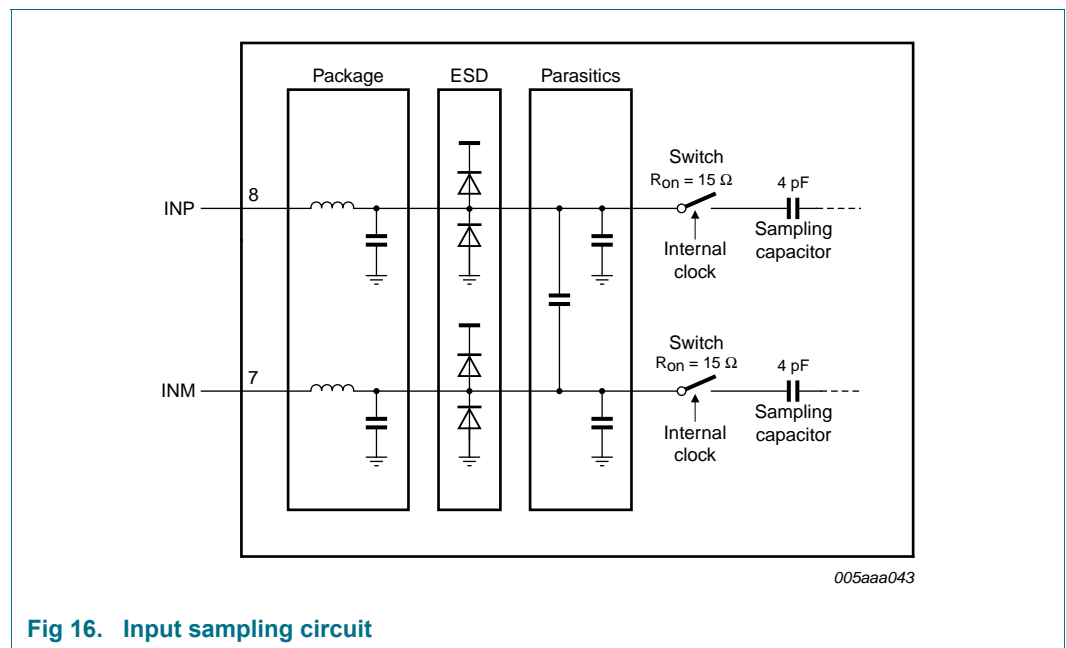 Package
ESD
Parasitics
Switch
Ron = 15 Ω
4 pF
INP
8
Internal
clock
Sampling
capacitor
Switch
Ron = 15 Ω
4 pF
INM
7
Internal
clock
Sampling
capacitor
005aaa043
Fig 16. Input sampling circuit